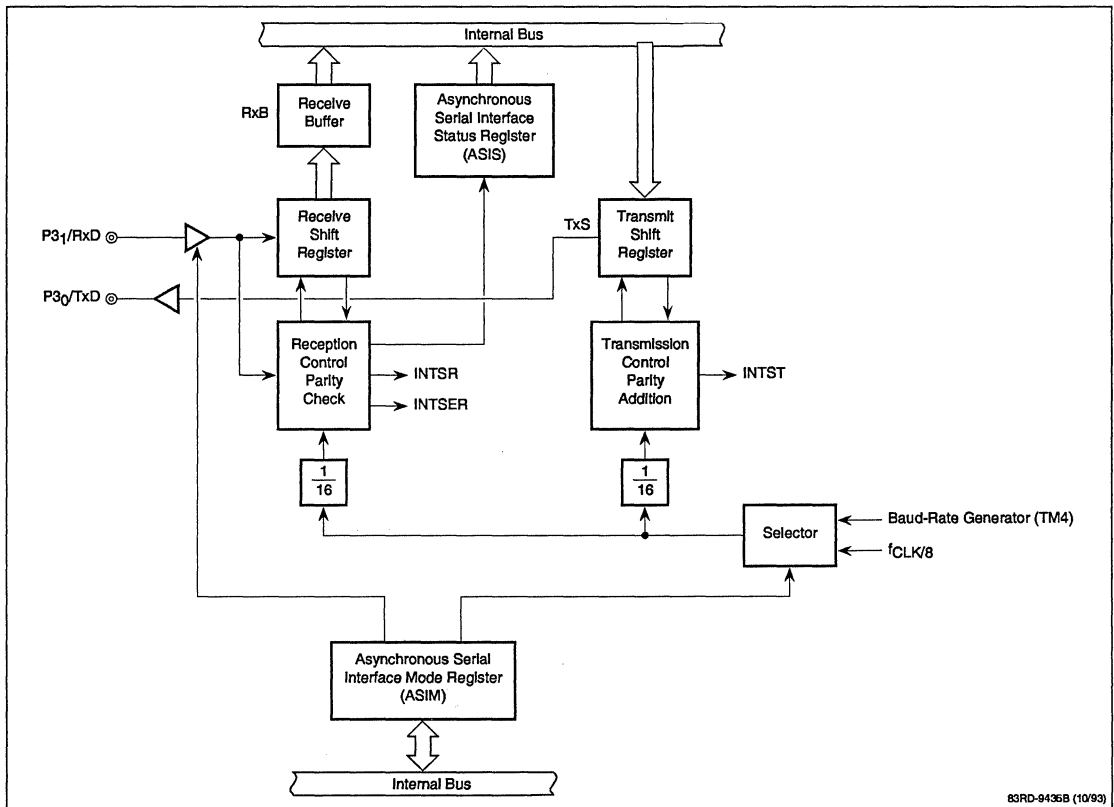 Internal Bus
RxB
Receive
Buffer
Asynchronous
Serial Interface
Status Register
(ASIS)
P31/RxD
Receive
Shift
Register
TxS
Transmit
Shift
Register
P30/TxD
Reception
Control
Parity
Check
INTSR
INTSER
Transmission
Control
Parity
Addition
INTST
1
16
1
16
Selector
Baud-Rate Generator (TM4)
fCLK/8
Asynchronous Serial
Interface Mode Register
(ASIM)
Internal Bus
83RD-9435B (10/93)